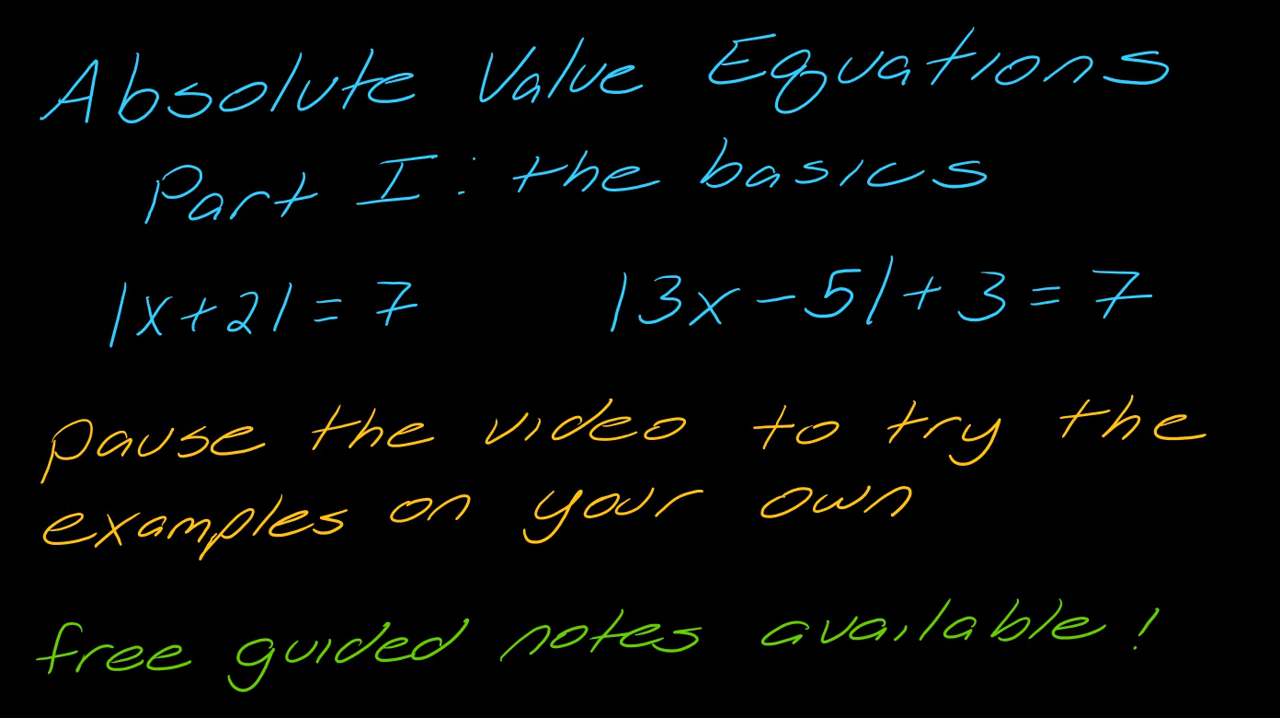 Absolute Value Equations
Part I: the basics
|x+2| = 7 |3x-5|+3=7
pause the video to try the
examples on your own
free guided notes available!